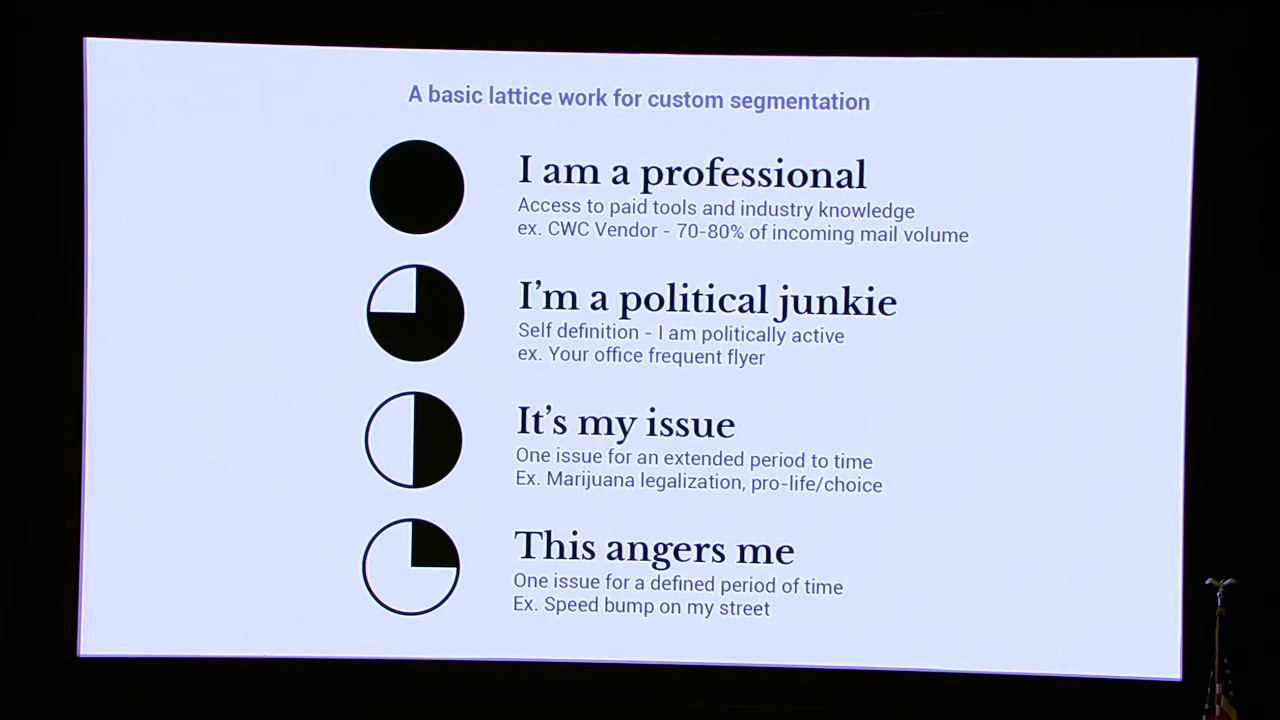 A basic lattice work for custom segmentation
I am a professional
Access to paid tools and industry knowledge
ex. CWC Vendor - 70-80% of incoming mail volume
I'm a political junkie
Self definition - I am politically active
ex. Your office frequent flyer
It's my issue
One issue for an extended period to time
Ex. Marijuana legalization, pro-life/choice
This angers me
One issue for a defined period of time
Ex. Speed bump on my street